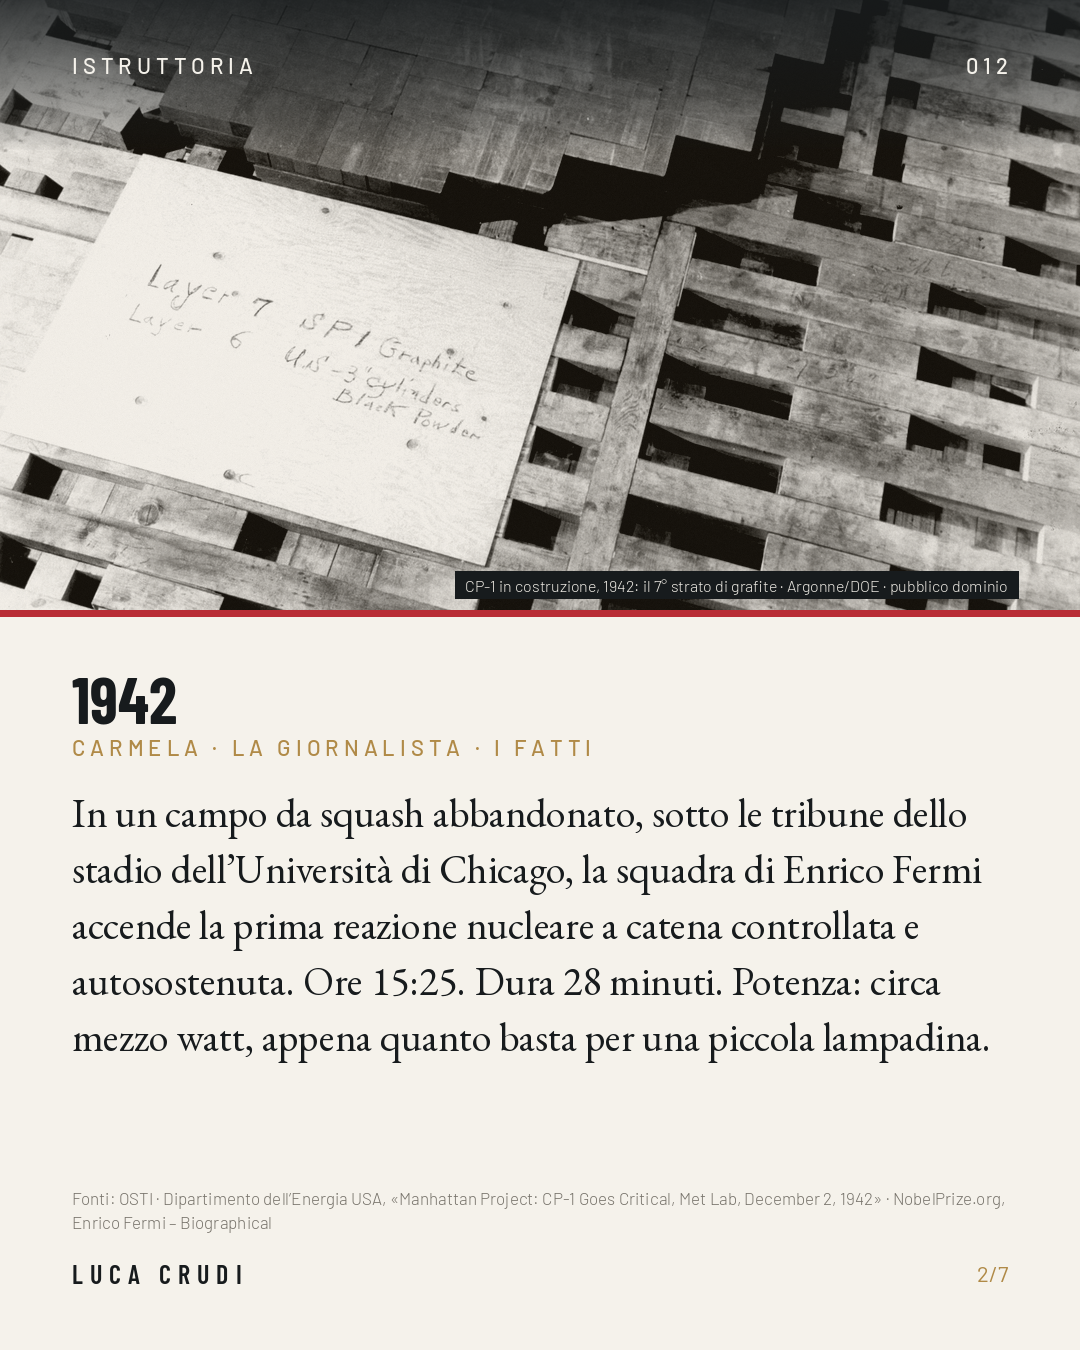 ISTRUTTORIA
012
Layer 7 SP1 Graphite
Layer 6 U.S -3" cylinders
Black Powder
CP-1 in costruzione, 1942: il 7° strato di grafite · Argonne/DOE · pubblico dominio
1942
CARMELA · LA GIORNALISTA · I FATTI
In un campo da squash abbandonato, sotto le tribune dello
stadio dell’Università di Chicago, la squadra di Enrico Fermi
accende la prima reazione nucleare a catena controllata e
autosostenuta. Ore 15:25. Dura 28 minuti. Potenza: circa
mezzo watt, appena quanto basta per una piccola lampadina.
Fonti: OSTI · Dipartimento dell’Energia USA, «Manhattan Project: CP-1 Goes Critical, Met Lab, December 2, 1942» · NobelPrize.org,
Enrico Fermi – Biographical
LUCA CRUDI
2/7